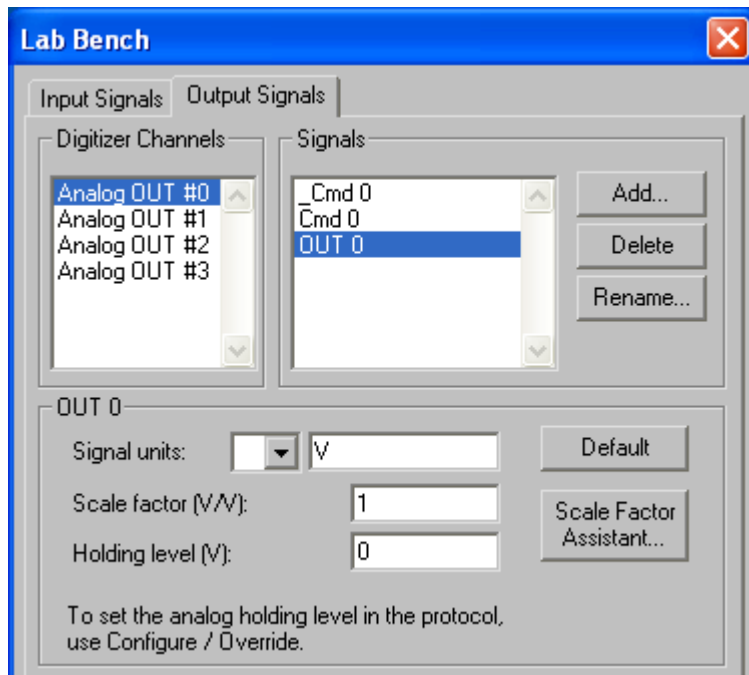 Lab Bench
Input Signals
Output Signals
Digitizer Channels
Analog OUT #0
Analog OUT #1
Analog OUT #2
Analog OUT #3
Signals
_Cmd 0
Cmd 0
OUT 0
Add...
Delete
Rename...
OUT 0
Signal units:
V
Default
Scale factor (V/V):
1
Scale Factor
Assistant...
Holding level (V):
0
To set the analog holding level in the protocol,
use Configure / Override.